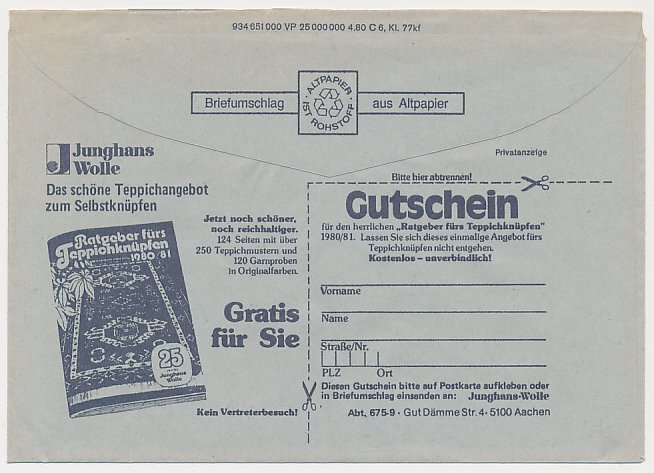 934 651 000 VP 25 000 000 4.80 C 6, Kl. 77kf
Briefumschlag
ALTPAPIER
IST ROHSTOFF
aus Altpapier
Privatanzeige
Junghans
Wolle
Das schöne Teppichangebot
zum Selbstknüpfen
Jetzt noch schöner,
noch reichhaltiger.
124 Seiten mit über
250 Teppichmustern und
120 Garnproben
in Originalfarben.
Ratgeber fürs
Teppichknüpfen
1980/81
25
Junghans
Wolle
Gratis
für Sie
Kein Vertreterbesuch!
Bitte hier abtrennen!
Gutschein
für den herrlichen „Ratgeber fürs Teppichknüpfen"
1980/81. Lassen Sie sich dieses einmalige Angebot fürs
Teppichknüpfen nicht entgehen.
Kostenlos – unverbindlich!
Vorname
Name
Straße/Nr.
PLZ Ort
Diesen Gutschein bitte auf Postkarte aufkleben oder
in Briefumschlag einsenden an: Junghans-Wolle
Abt. 675-9 · Gut Dämme Str. 4 · 5100 Aachen